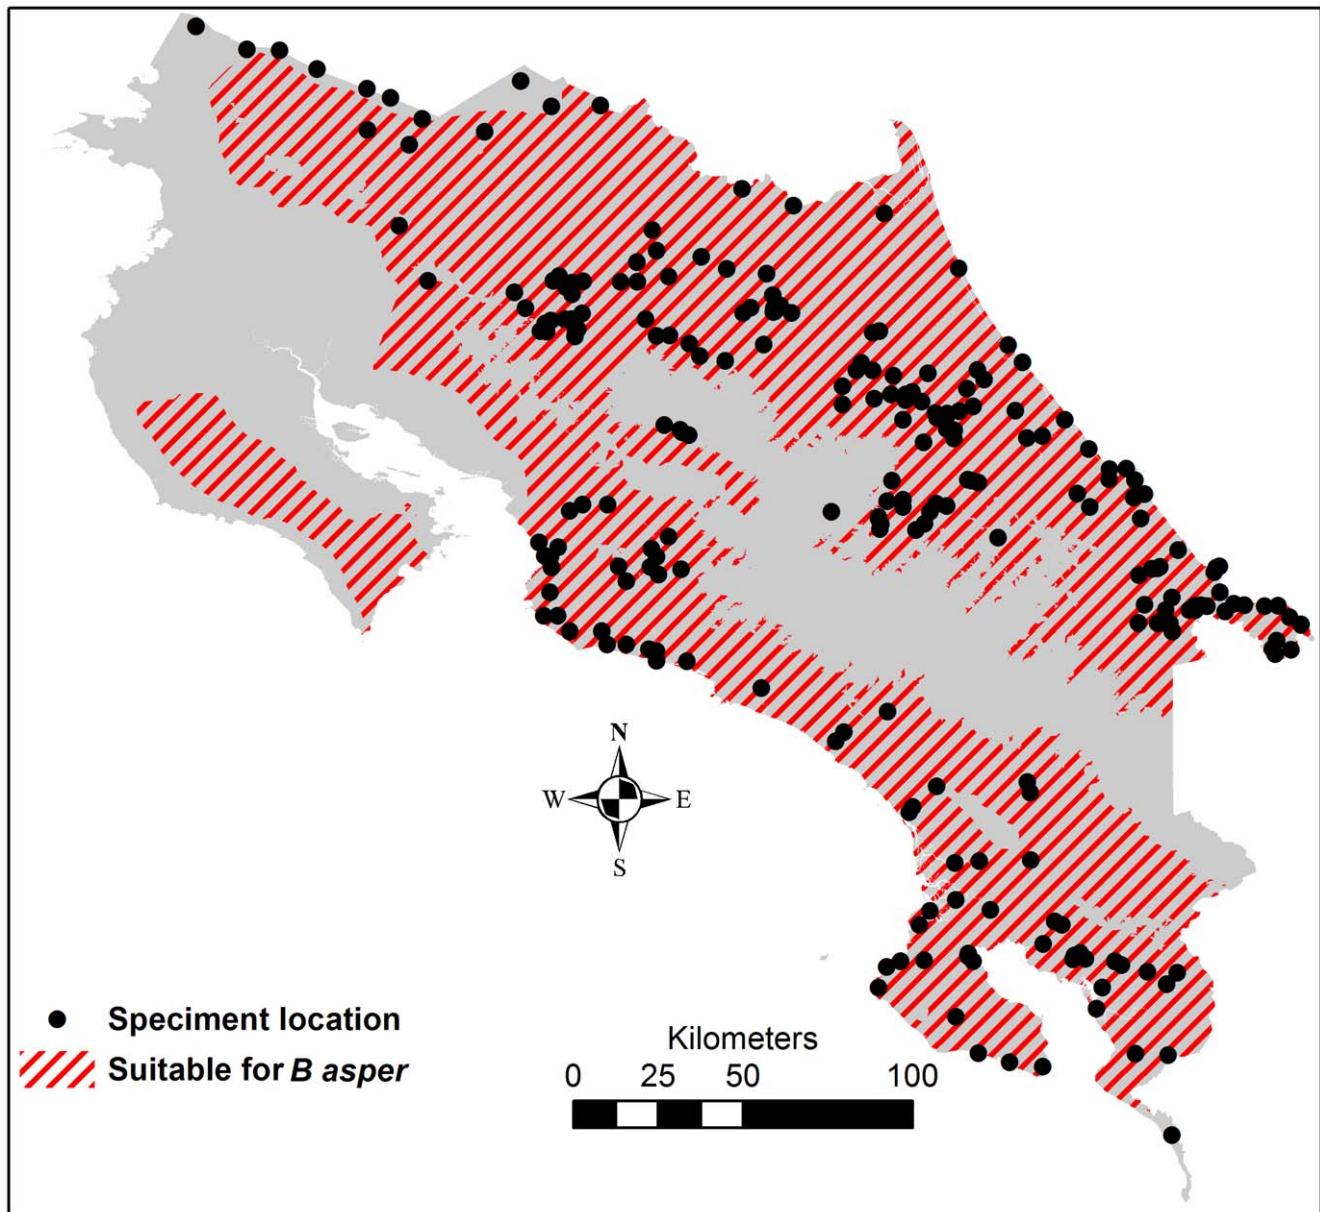 N
W E
S
Speciment location
Suitable for B asper
Kilometers
0 25 50 100